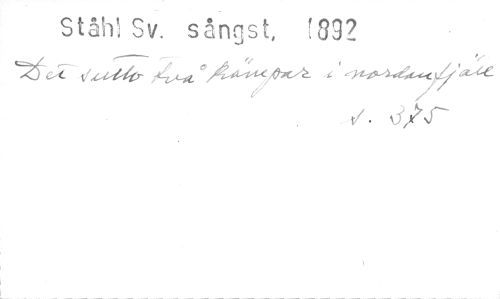 Ståhl Sv. sångst, 1892
Det sutto två kämpar i nordanfjäll
s. 375